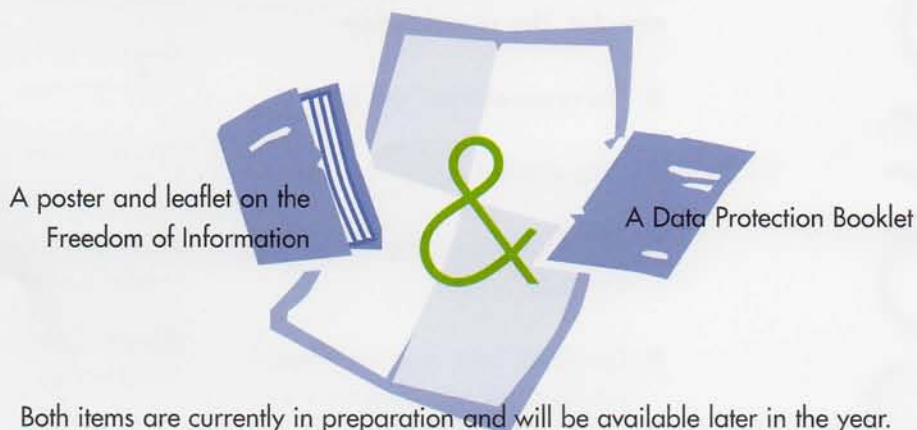 A poster and leaflet on the
Freedom of Information
&
A Data Protection Booklet
Both items are currently in preparation and will be available later in the year.